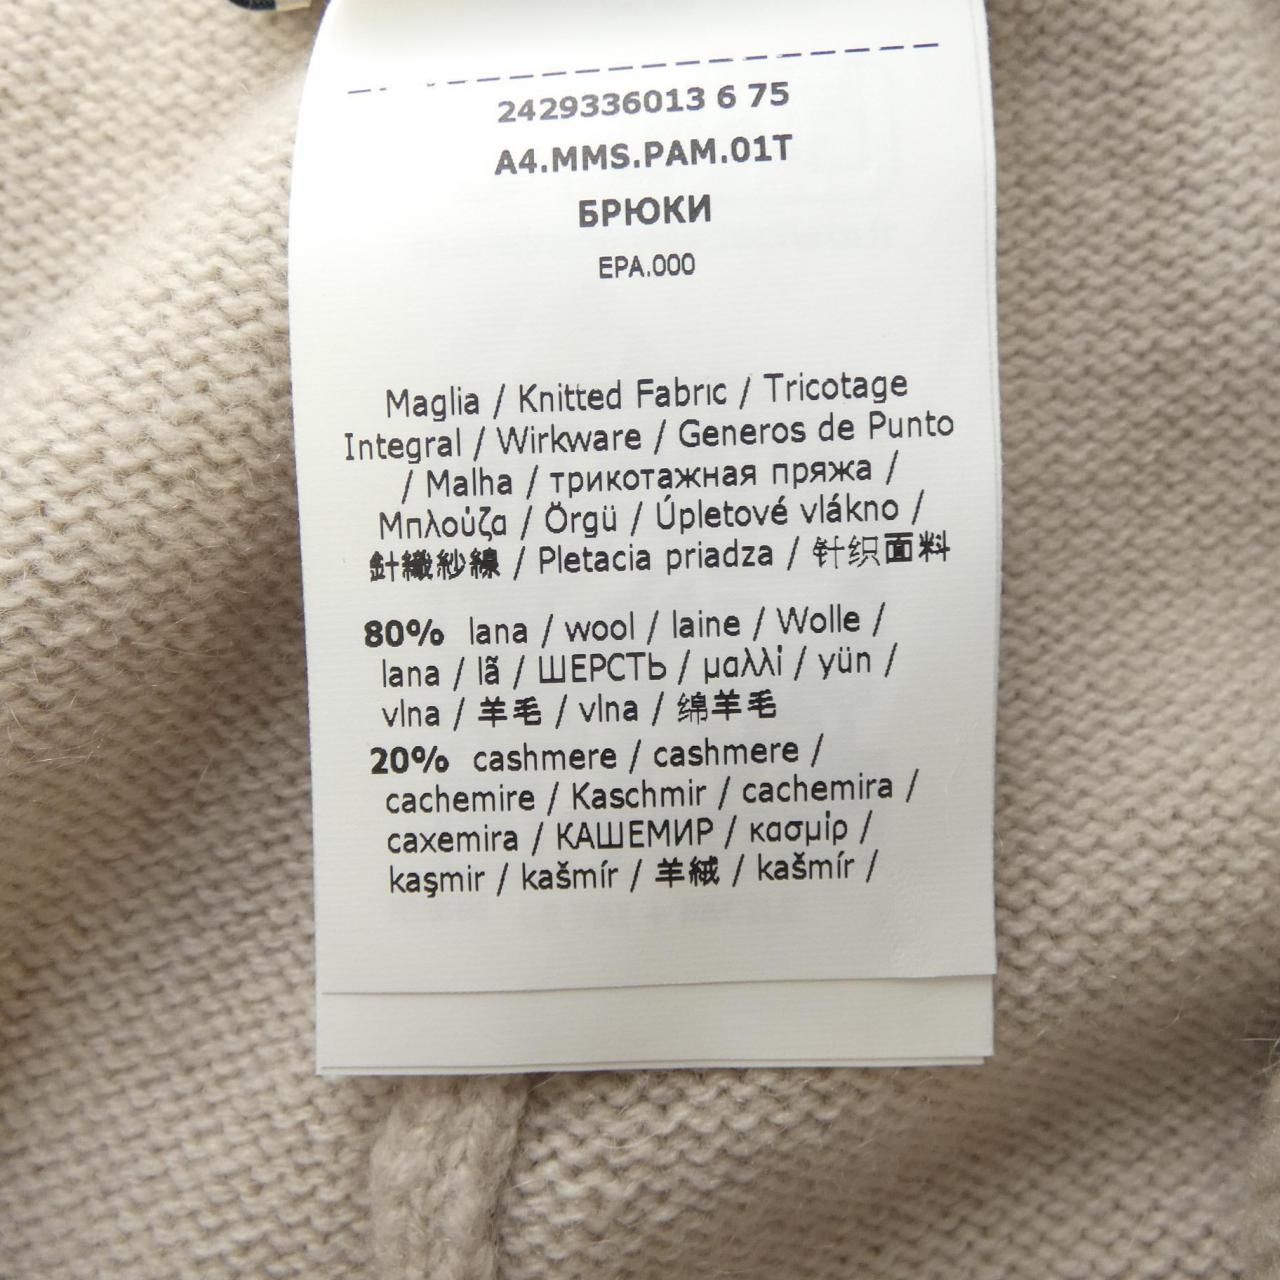 2429336013 6 75
A4.MMS.PAM.01T
БРЮКИ
EPA.000
Maglia / Knitted Fabric / Tricotage
Integral / Wirkware / Generos de Punto
/ Malha / трикотажная пряжа /
Μπλούζα / Örgü / Úpletové vlákno /
針織紗線 / Pletacia priadza / 针织面料
80% lana / wool / laine / Wolle /
lana / lã / ШЕРСТЬ / μαλλί / yün /
vlna / 羊毛 / vlna / 绵羊毛
20% cashmere / cashmere /
cachemire / Kaschmir / cachemira /
caxemira / КАШЕМИР / κασμίρ /
kaşmir / kašmír / 羊絨 / kašmír /